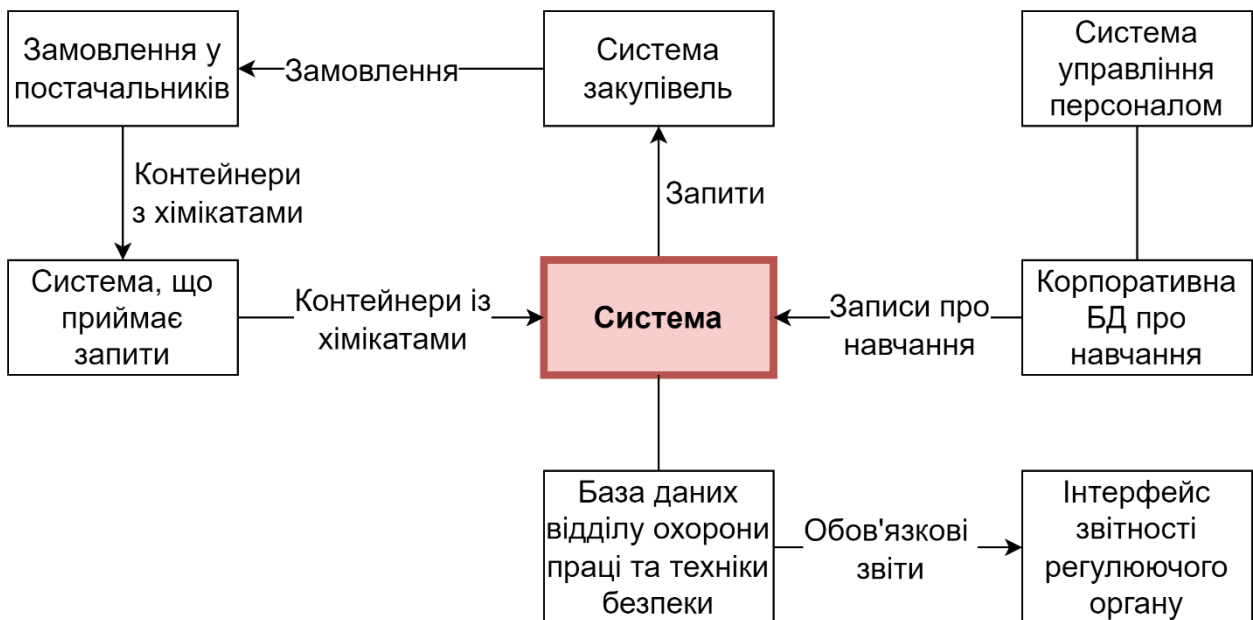 Замовлення у
постачальників
Замовлення
Система
закупівель
Система
управління
персоналом
Контейнери
з хімікатами
Запити
Система, що
приймає
запити
Контейнери із
хімікатами
Система
Записи про
навчання
Корпоративна
БД про
навчання
База даних
відділу охорони
праці та техніки
безпеки
Обов'язкові
звіти
Інтерфейс
звітності
регулюючого
органу